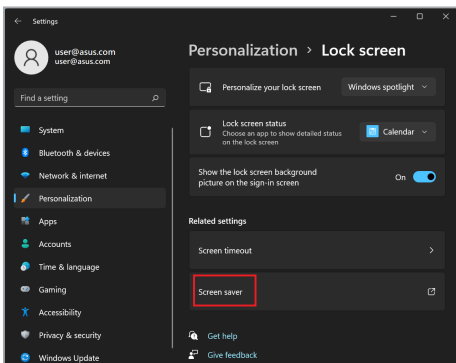 Settings
user@asus.com
user@asus.com
Find a setting
System
Bluetooth & devices
Network & internet
Personalization
Apps
Accounts
Time & language
Gaming
Accessibility
Privacy & security
Windows Update
Personalization > Lock screen
Personalize your lock screen
Windows spotlight
Lock screen status
Choose an app to show detailed status
on the lock screen
Calendar
Show the lock screen background
picture on the sign-in screen
On
Related settings
Screen timeout
Screen saver
Get help
Give feedback